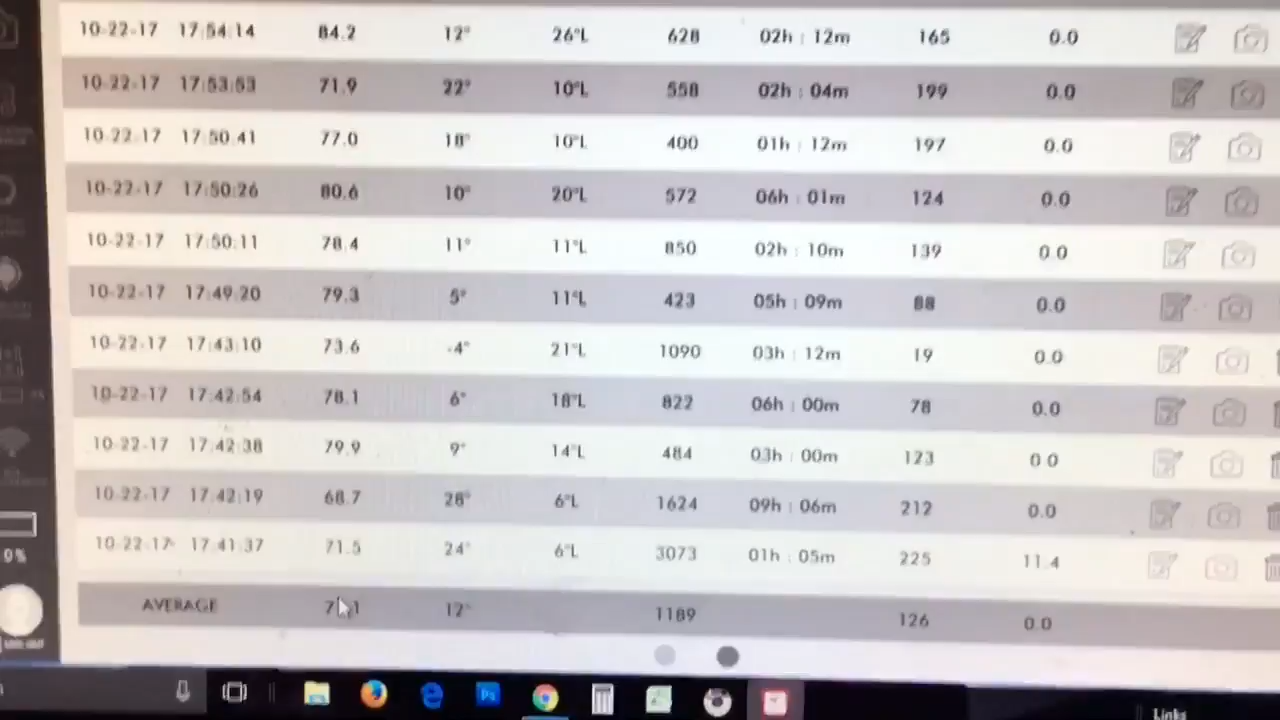 10-22-17 17:54:14 84.2 12° 26°L 628 02h : 12m 165 0.0
10-22-17 17:53:53 71.9 22° 10°L 558 02h : 04m 199 0.0
10-22-17 17:50:41 77.0 18° 10°L 400 01h : 12m 197 0.0
10-22-17 17:50:26 80.6 10° 20°L 572 06h : 01m 124 0.0
10-22-17 17:50:11 78.4 11° 11°L 850 02h : 10m 139 0.0
10-22-17 17:49:20 79.3 5° 11°L 423 05h : 09m 88 0.0
10-22-17 17:43:10 73.6 -4° 21°L 1090 03h : 12m 19 0.0
10-22-17 17:42:54 78.1 6° 18°L 822 06h : 00m 78 0.0
10-22-17 17:42:38 79.9 9° 14°L 484 03h : 00m 123 0.0
10-22-17 17:42:19 68.7 28° 6°L 1624 09h : 06m 212 0.0
10-22-17 17:41:37 71.5 24° 6°L 3073 01h : 05m 225 11.4
AVERAGE 12° 1189 126 0.0
0%
Ps
Links